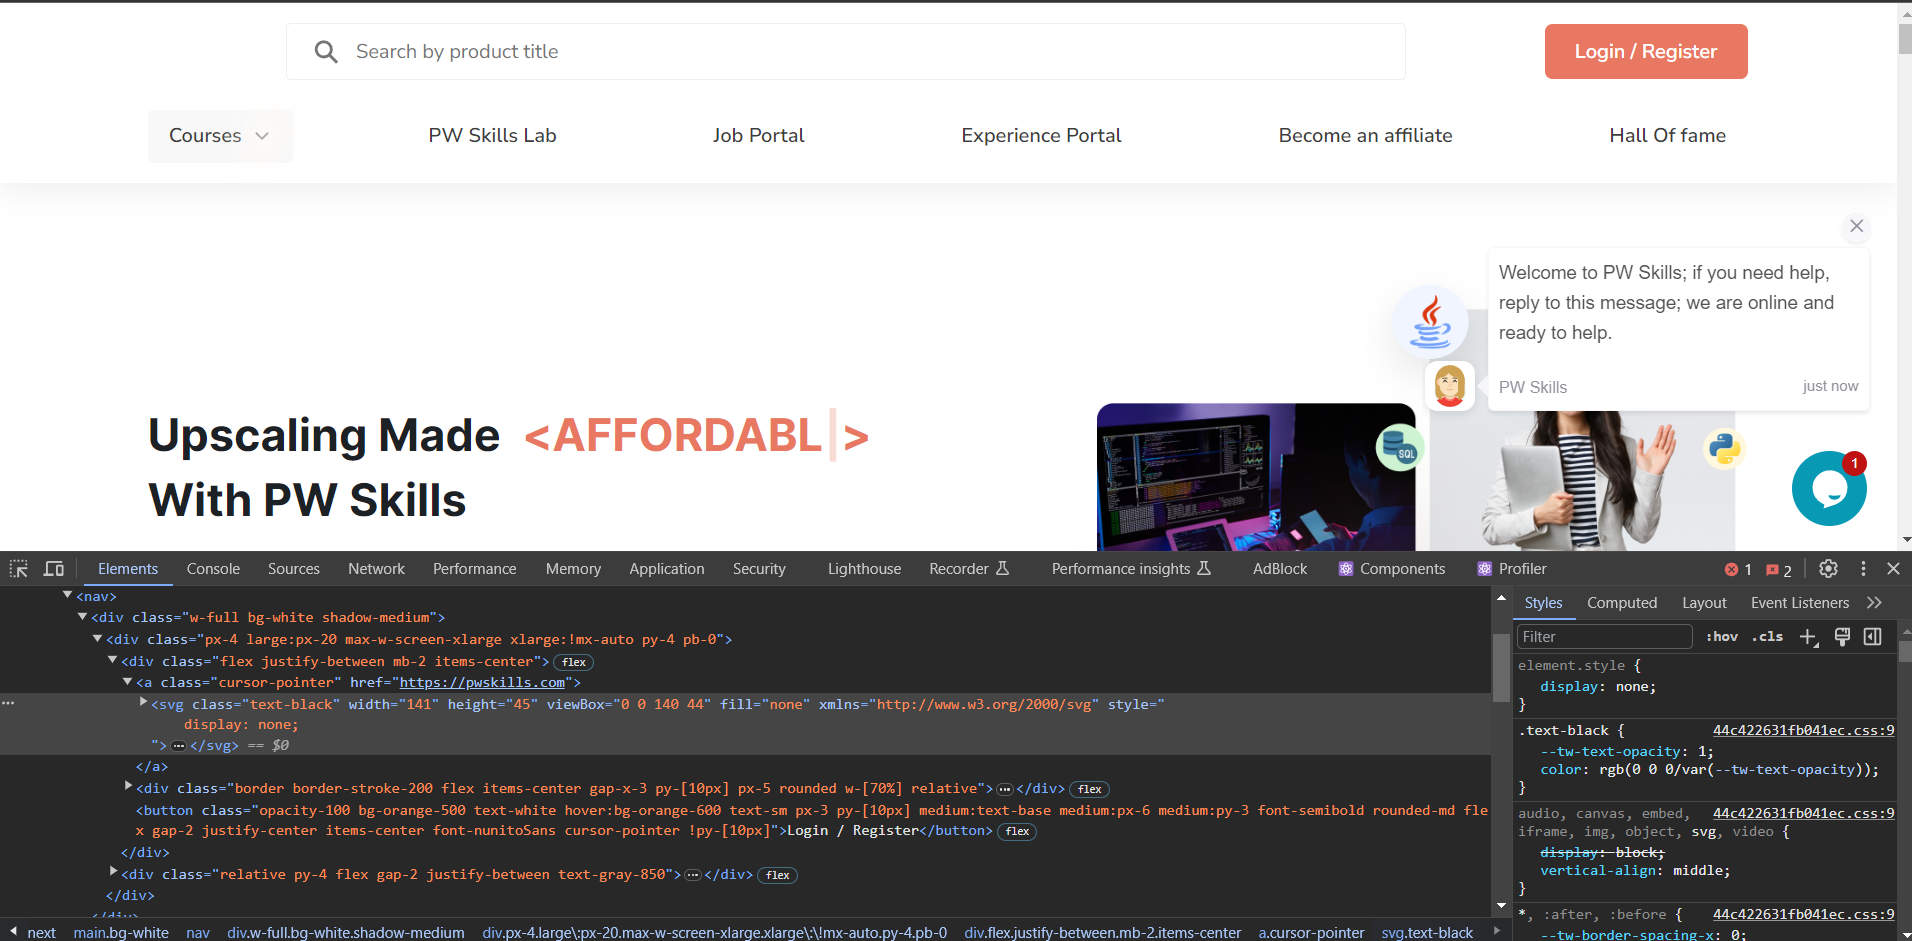 Search by product title
Login / Register
Courses
PW Skills Lab
Job Portal
Experience Portal
Become an affiliate
Hall Of fame
Welcome to PW Skills; if you need help,
reply to this message; we are online and
ready to help.
PW Skills
just now
Upscaling Made <AFFORDABL >
With PW Skills
SQL
1
Elements
Console
Sources
Network
Performance
Memory
Application
Security
Lighthouse
Recorder
Performance insights
AdBlock
Components
Profiler
1
2
<nav>
<div class="w-full bg-white shadow-medium">
<div class="px-4 large:px-20 max-w-screen-xlarge xlarge:!mx-auto py-4 pb-0">
<div class="flex justify-between mb-2 items-center"> flex
<a class="cursor-pointer" href="https://pwskills.com">
<svg class="text-black" width="141" height="45" viewBox="0 0 140 44" fill="none" xmlns="http://www.w3.org/2000/svg" style="
display: none;
"> … </svg> == $0
</a>
<div class="border border-stroke-200 flex items-center gap-x-3 py-[10px] px-5 rounded w-[70%] relative"> … </div> flex
<button class="opacity-100 bg-orange-500 text-white hover:bg-orange-600 text-sm px-3 py-[10px] medium:text-base medium:px-6 medium:py-3 font-semibold rounded-md fle
x gap-2 justify-center items-center font-nunitoSans cursor-pointer !py-[10px]">Login / Register</button> flex
</div>
<div class="relative py-4 flex gap-2 justify-between text-gray-850"> … </div> flex
</div>
</div>
next
main.bg-white
nav
div.w-full.bg-white.shadow-medium
div.px-4.large\:px-20.max-w-screen-xlarge.xlarge\:\!mx-auto.py-4.pb-0
div.flex.justify-between.mb-2.items-center
a.cursor-pointer
svg.text-black
Styles
Computed
Layout
Event Listeners
Filter
:hov
.cls
element.style {
display: none;
}
.text-black {
44c422631fb041ec.css:9
--tw-text-opacity: 1;
color: rgb(0 0 0/var(--tw-text-opacity));
}
audio, canvas, embed,
44c422631fb041ec.css:9
iframe, img, object, svg, video {
display: block;
vertical-align: middle;
}
*, :after, :before {
44c422631fb041ec.css:9
--tw-border-spacing-x: 0;